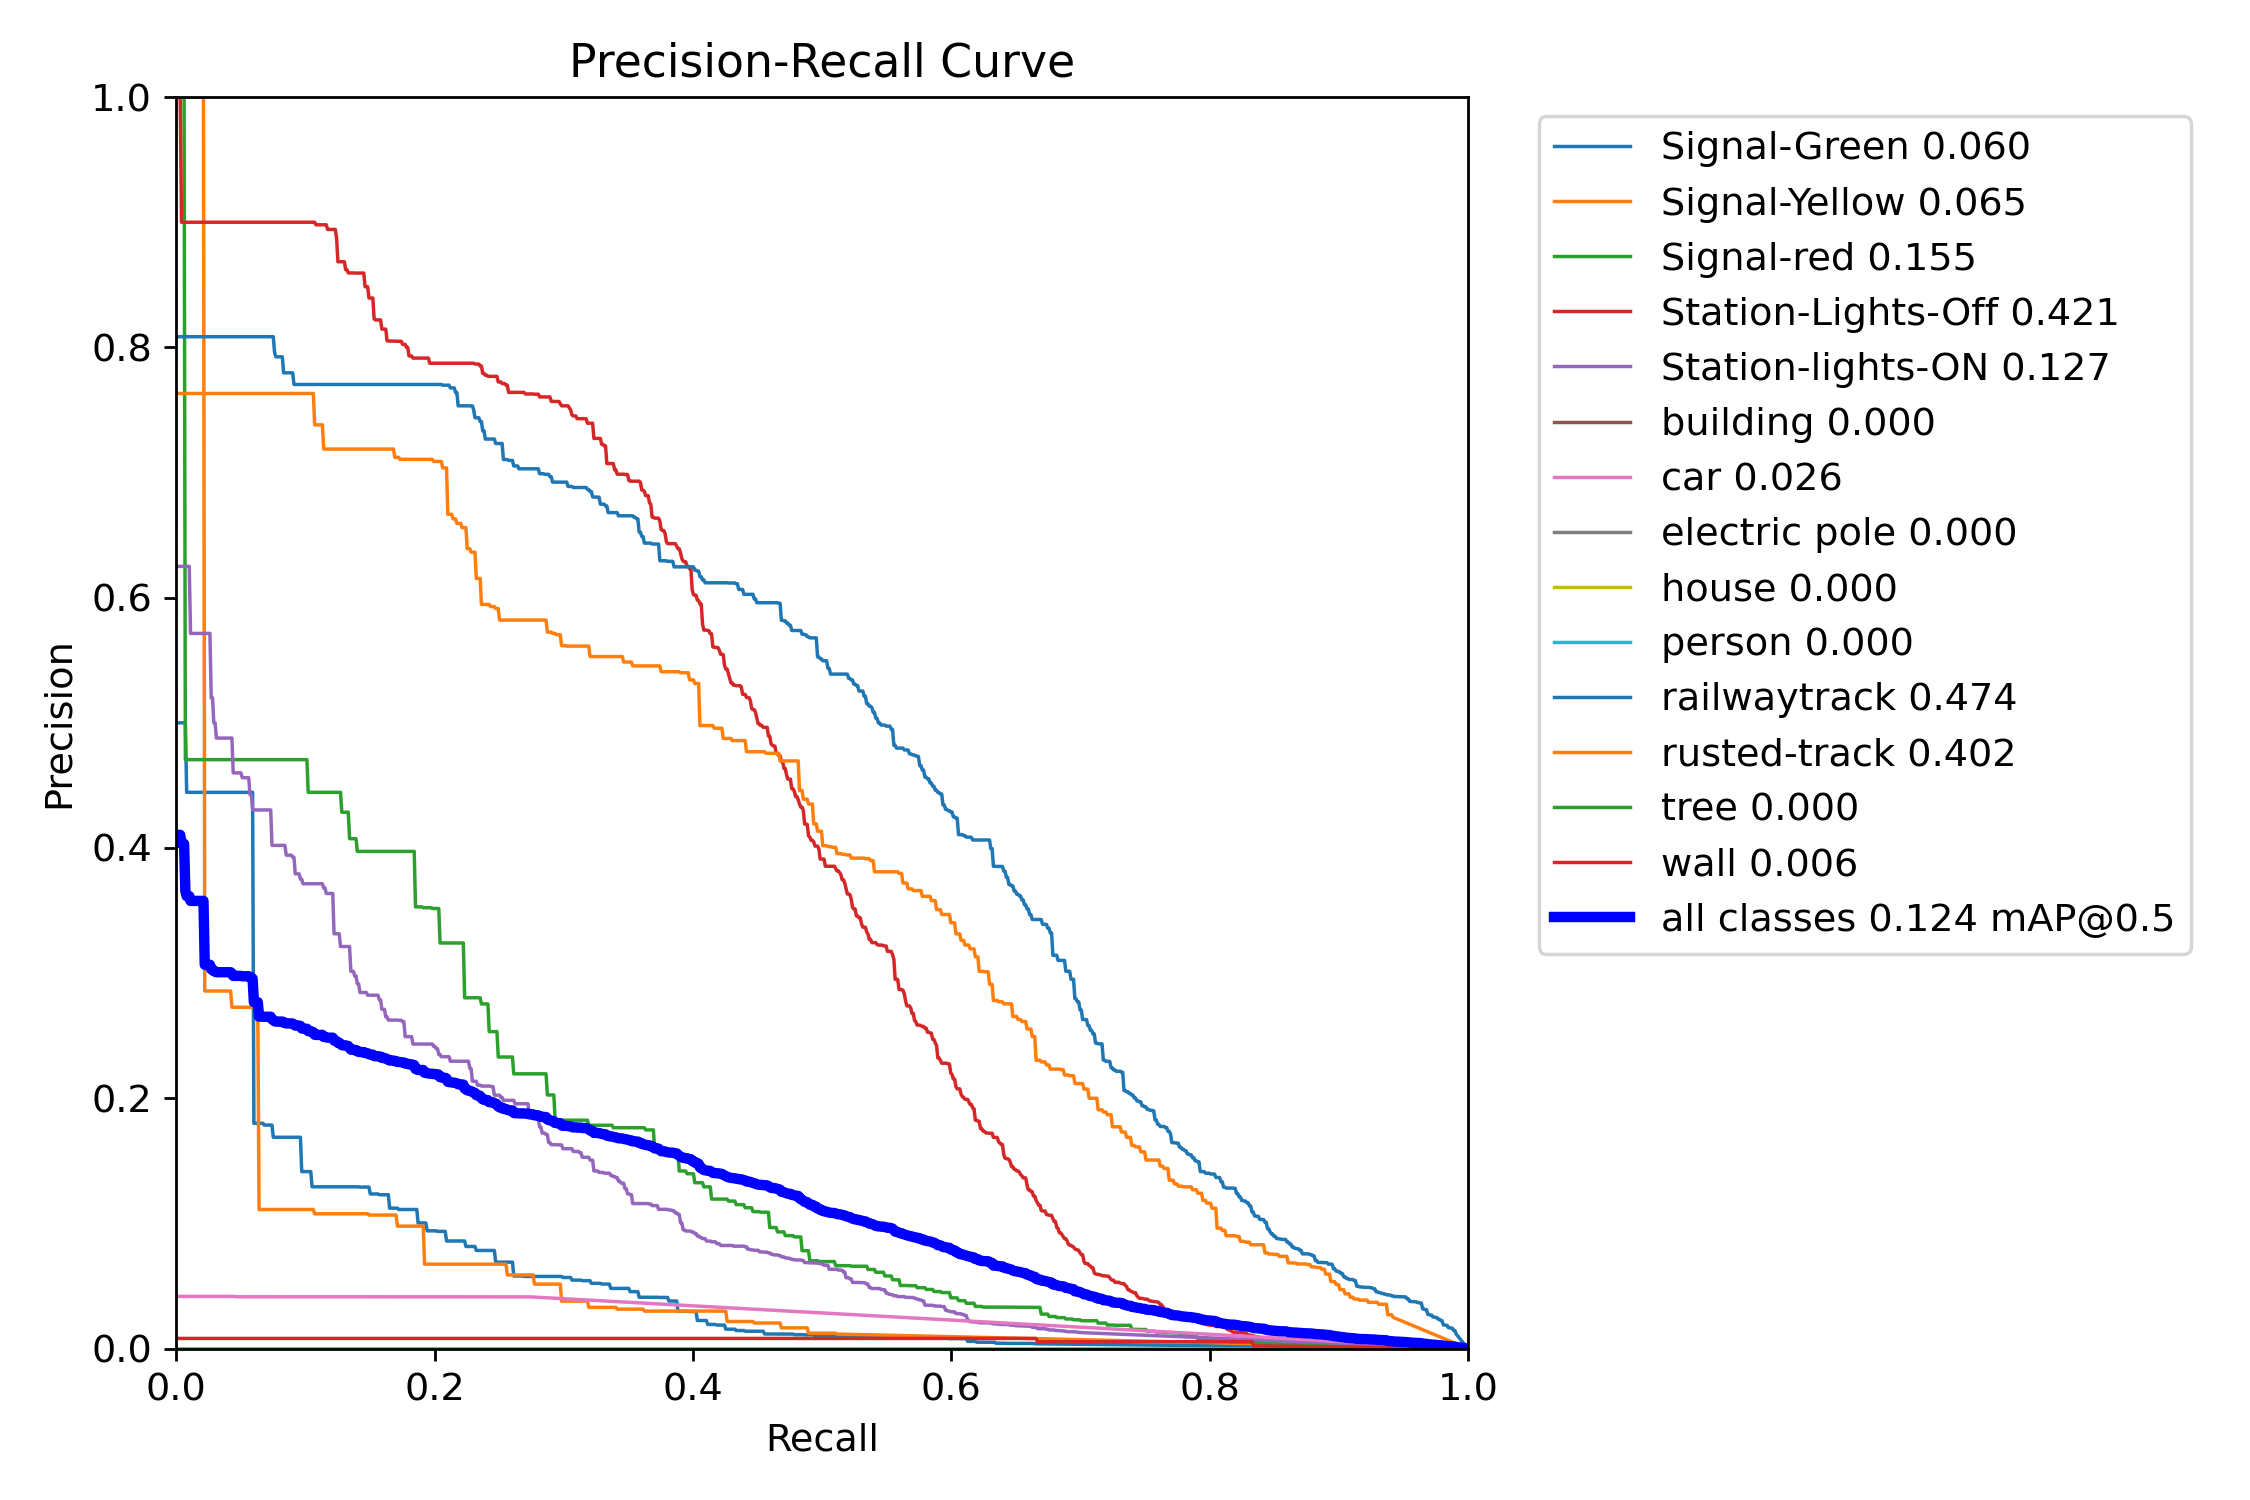 Precision-Recall Curve
1.0
0.8
0.6
0.4
0.2
0.0
Precision
0.0 0.2 0.4 0.6 0.8 1.0
Recall
Signal-Green 0.060
Signal-Yellow 0.065
Signal-red 0.155
Station-Lights-Off 0.421
Station-lights-ON 0.127
building 0.000
car 0.026
electric pole 0.000
house 0.000
person 0.000
railwaytrack 0.474
rusted-track 0.402
tree 0.000
wall 0.006
all classes 0.124 mAP@0.5